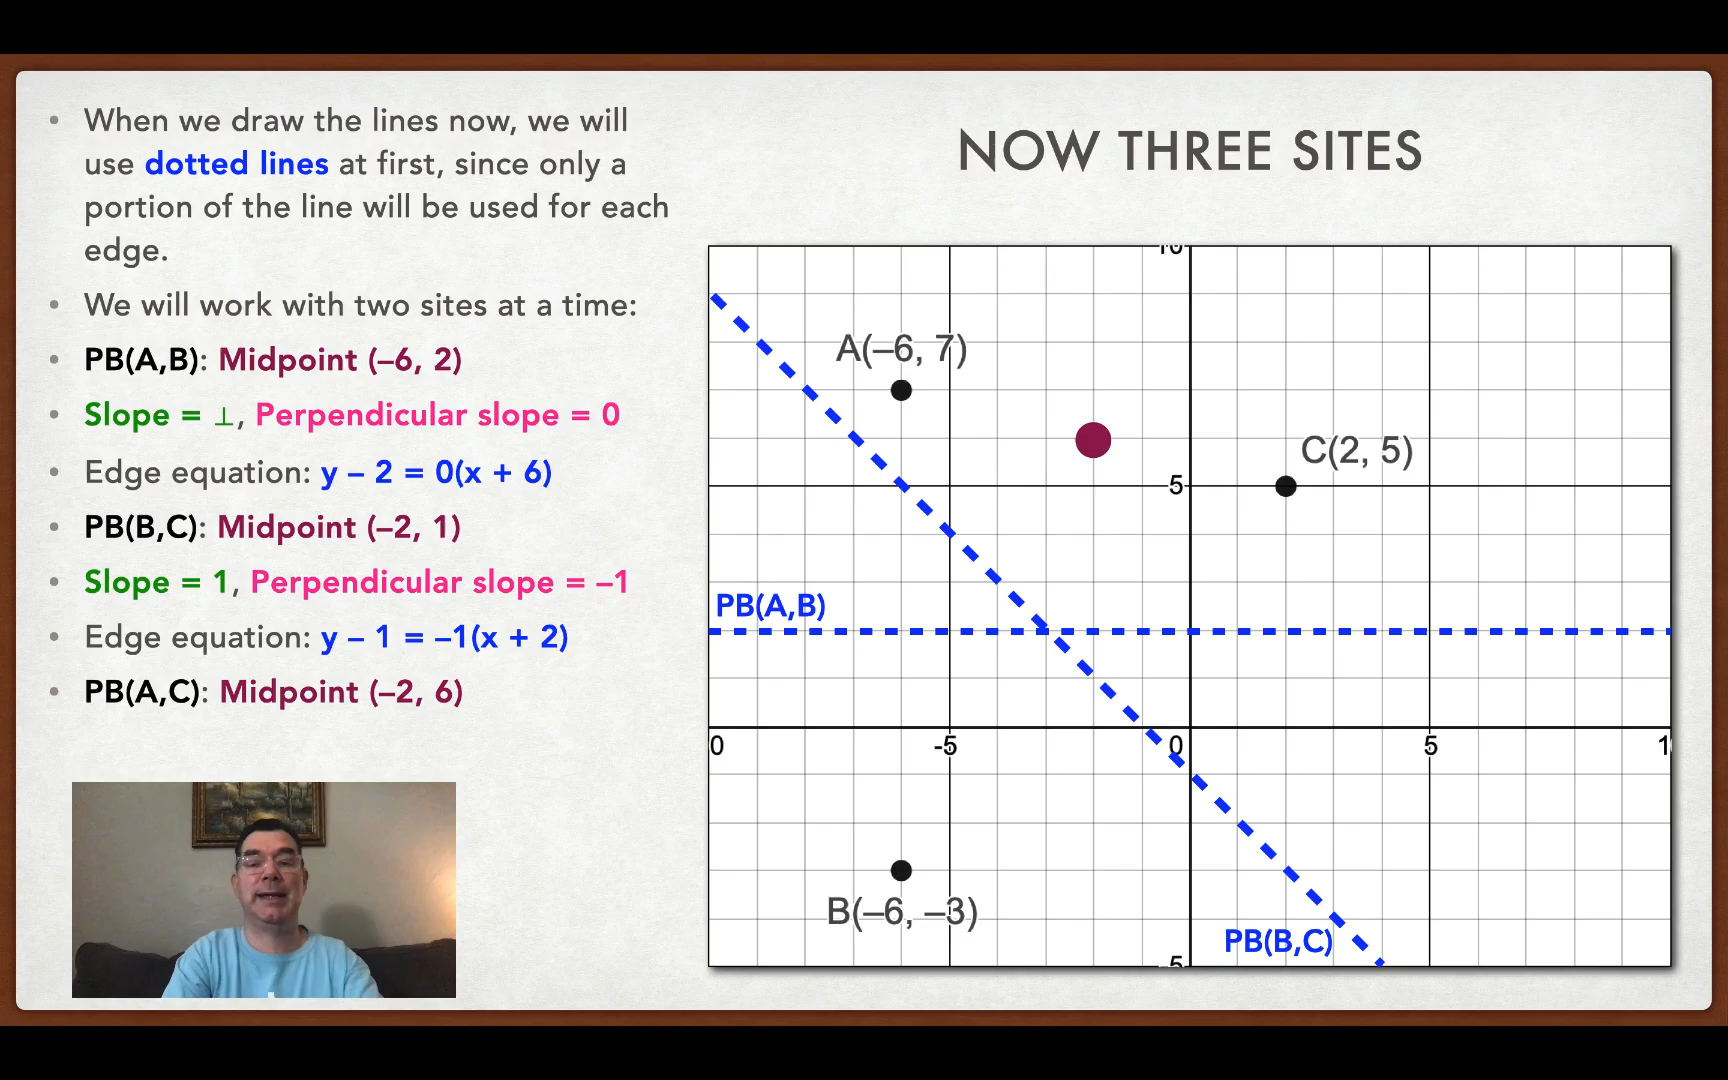 When we draw the lines now, we will
use dotted lines at first, since only a
portion of the line will be used for each
edge.
We will work with two sites at a time:
PB(A,B): Midpoint (–6, 2)
Slope = ⊥, Perpendicular slope = 0
Edge equation: y – 2 = 0(x + 6)
PB(B,C): Midpoint (–2, 1)
Slope = 1, Perpendicular slope = –1
Edge equation: y – 1 = –1(x + 2)
PB(A,C): Midpoint (–2, 6)
NOW THREE SITES
10
A(–6, 7)
C(2, 5)
5
PB(A,B)
0 -5 0 5 1
B(–6, –3)
PB(B,C)
5